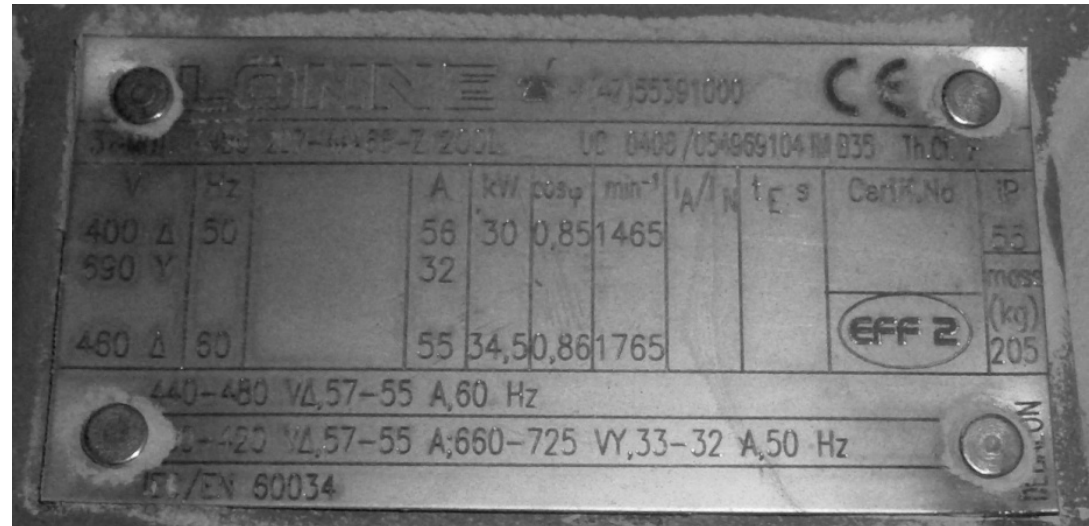 LÖNNE (47)55391000 CE
UC 0408/054969104 IM B35 Th.Cl.
V Hz A kW cosφ min⁻¹ IA/IN tE s Certif.No IP
400 Δ 50 56 30 0,85 1465 55
690 Y 32 mass
(kg)
460 Δ 60 55 34,5 0,86 1765 EFF 2 205
440-480 VΔ,57-55 A,60 Hz
VΔ,57-55 A;660-725 VY,33-32 A,50 Hz
IEC/EN 60034